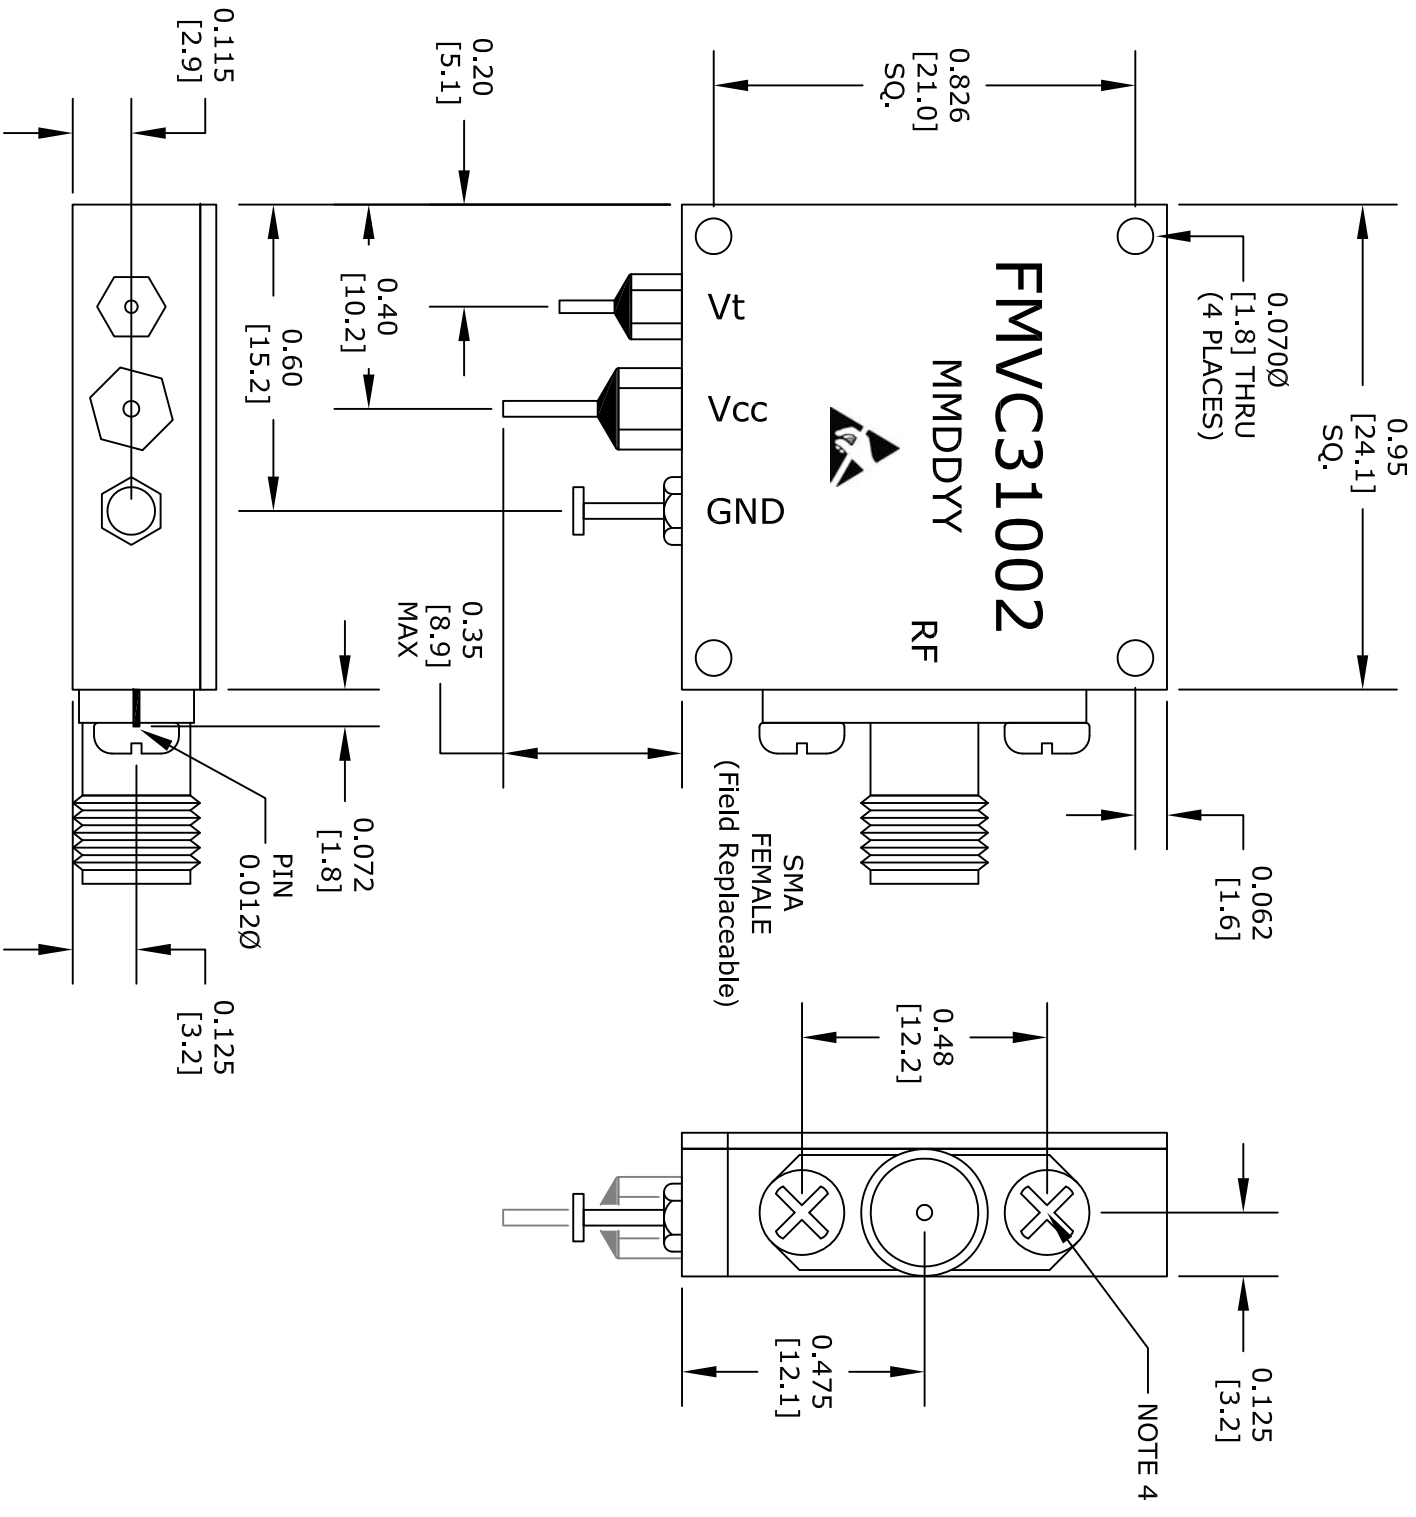 0.115
[2.9]
0.20
[5.1]
0.826
[21.0]
SQ.
0.40
[10.2]
0.60
[15.2]
0.070Ø
[1.8] THRU
(4 PLACES)
0.95
[24.1]
SQ.
FMVC31002
MMDDYY
RF
Vt
Vcc
GND
0.35
[8.9]
MAX
0.072
[1.8]
PIN
0.012Ø
0.125
[3.2]
SMA
FEMALE
(Field Replaceable)
0.062
[1.6]
0.48
[12.2]
0.475
[12.1]
0.125
[3.2]
NOTE 4